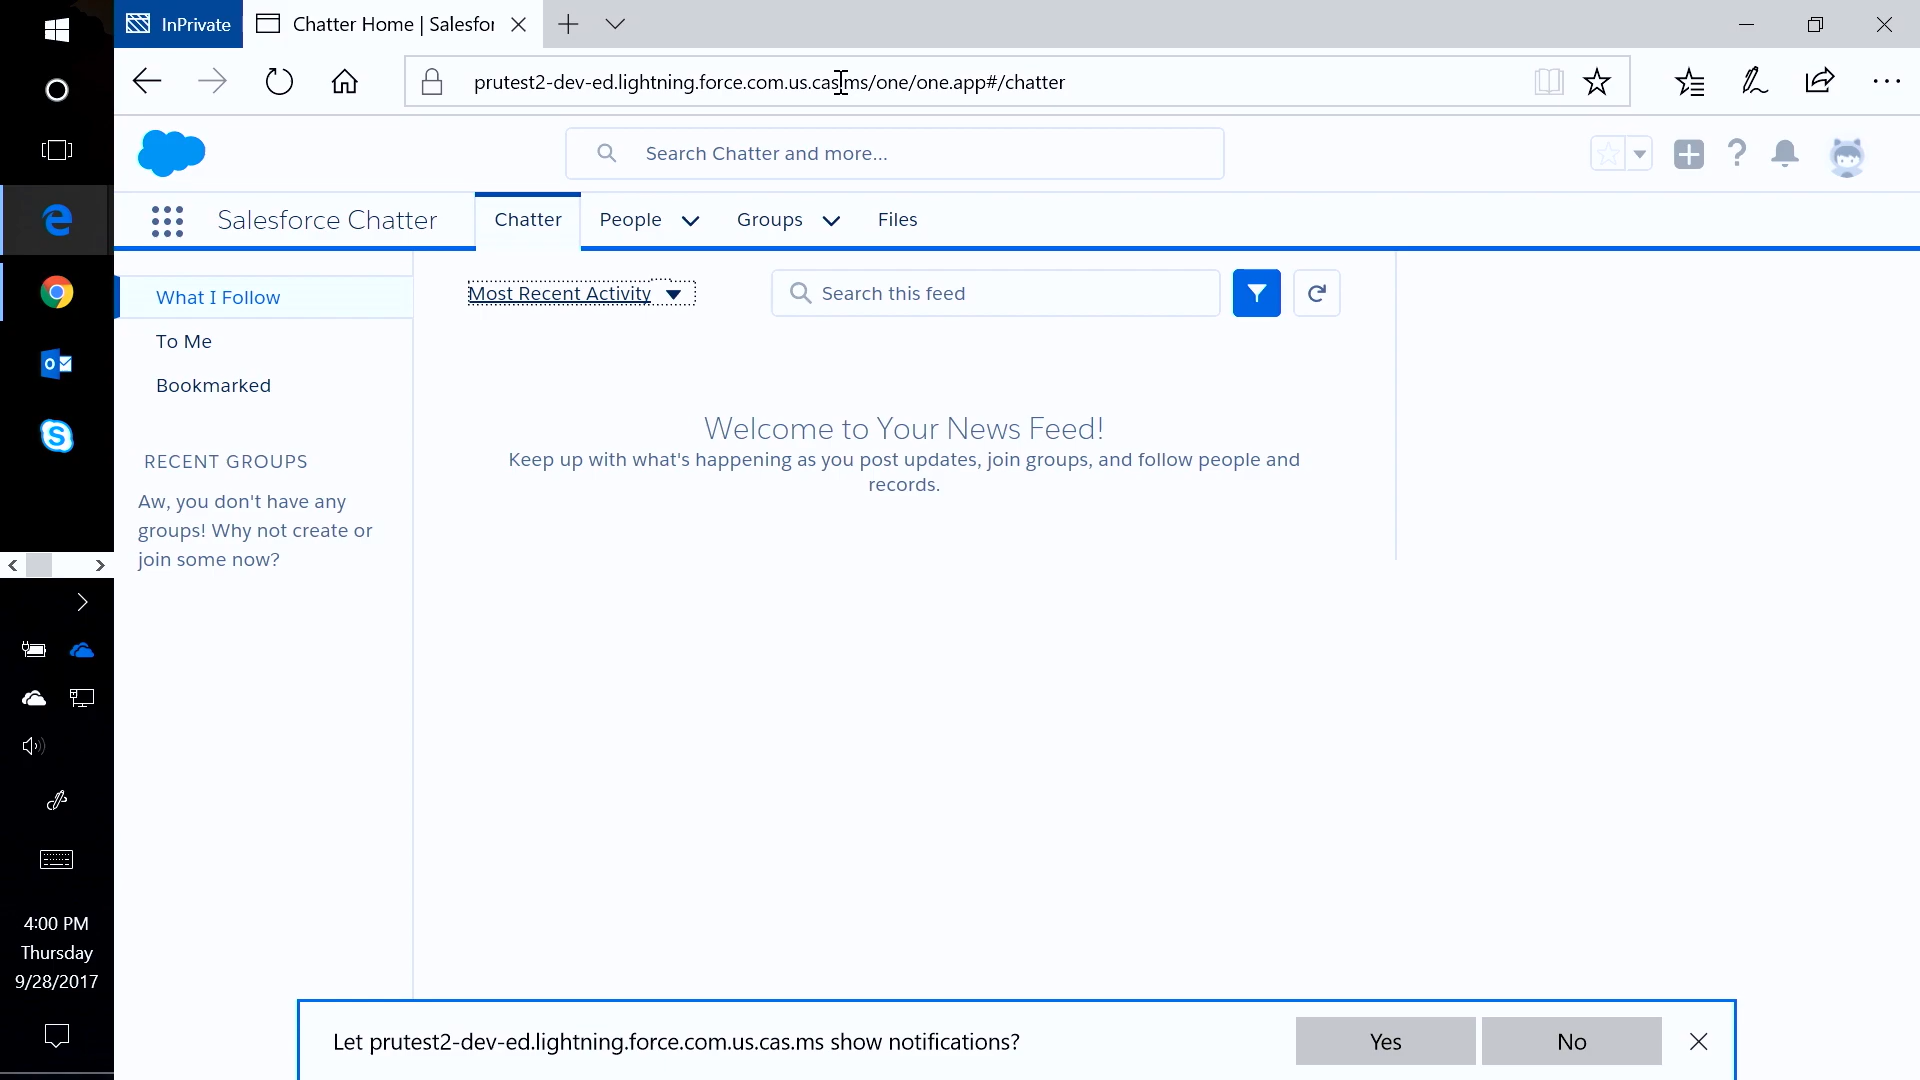 InPrivate
Chatter Home | Salesfor
prutest2-dev-ed.lightning.force.com.us.cas.ms/one/one.app#/chatter
Search Chatter and more...
Salesforce Chatter
Chatter
People
Groups
Files
What I Follow
To Me
Bookmarked
RECENT GROUPS
Aw, you don't have any
groups! Why not create or
join some now?
Most Recent Activity
Search this feed
Welcome to Your News Feed!
Keep up with what's happening as you post updates, join groups, and follow people and
records.
4:00 PM
Thursday
9/28/2017
Let prutest2-dev-ed.lightning.force.com.us.cas.ms show notifications?
Yes
No